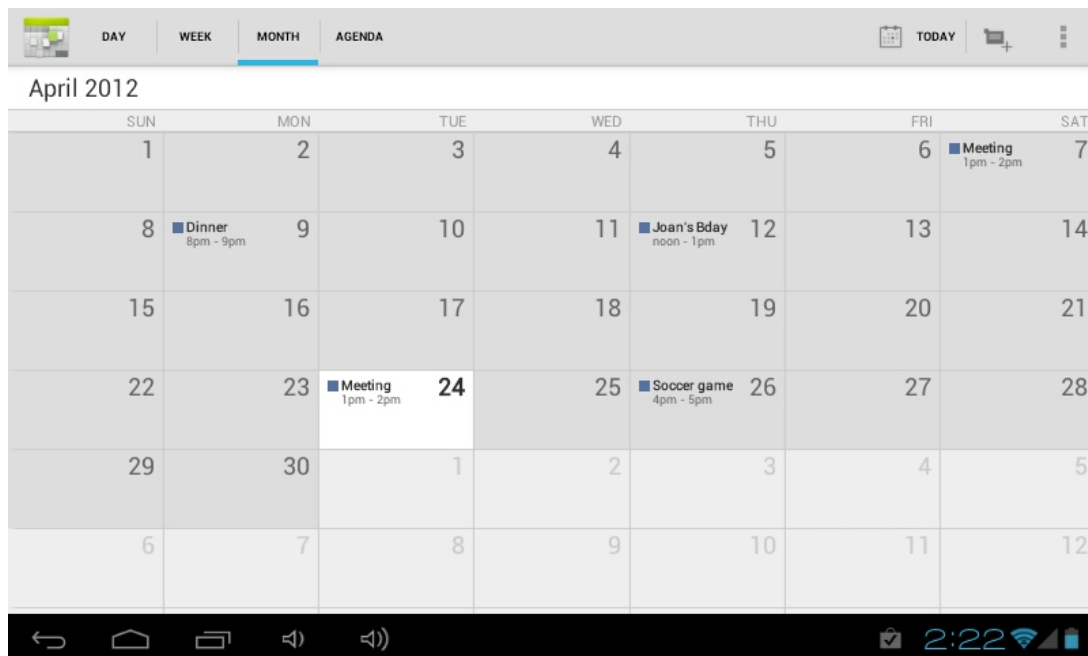 DAY WEEK MONTH AGENDA TODAY
April 2012
SUN MON TUE WED THU FRI SAT
1 2 3 4 5 6 Meeting 7
1pm - 2pm
8 Dinner 9 10 11 Joan's Bday 12 13 14
8pm - 9pm noon - 1pm
15 16 17 18 19 20 21
22 23 Meeting 24 25 Soccer game 26 27 28
1pm - 2pm 4pm - 5pm
29 30 1 2 3 4 5
6 7 8 9 10 11 12
2:22